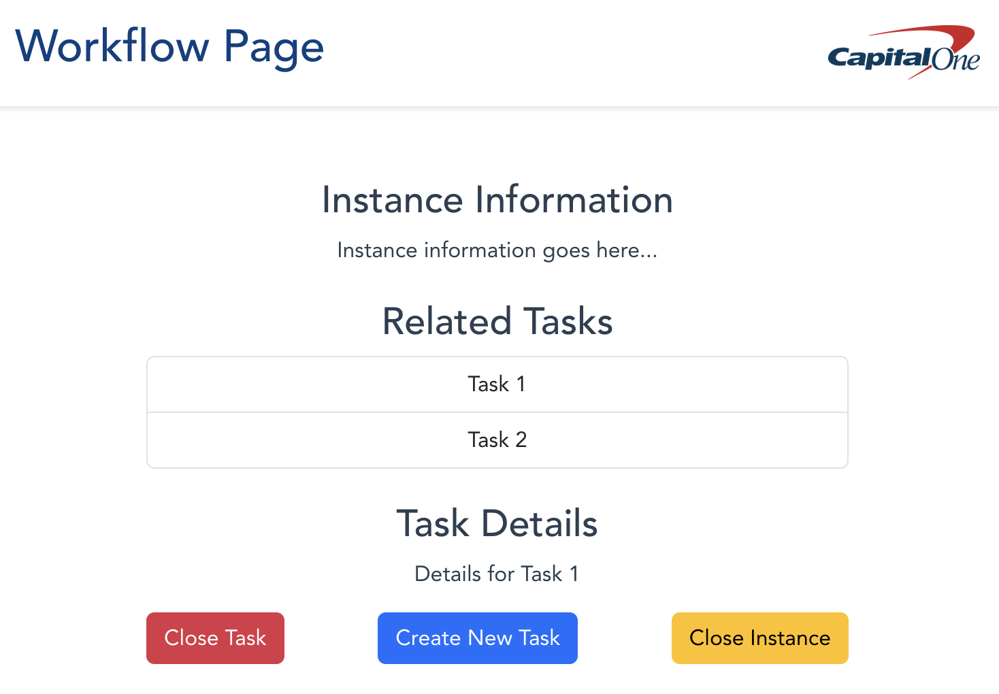 Workflow Page
CapitalOne
Instance Information
Instance information goes here...
Related Tasks
Task 1
Task 2
Task Details
Details for Task 1
Close Task
Create New Task
Close Instance